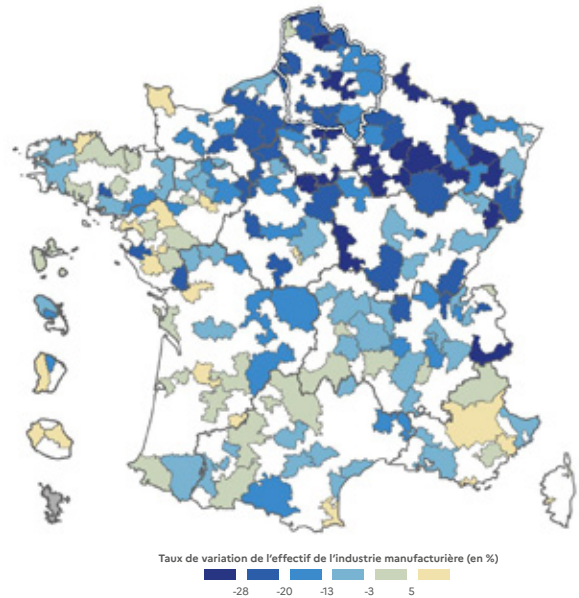 Taux de variation de l'effectif de l'industrie manufacturière (en %)
-28 -20 -13 -3 5